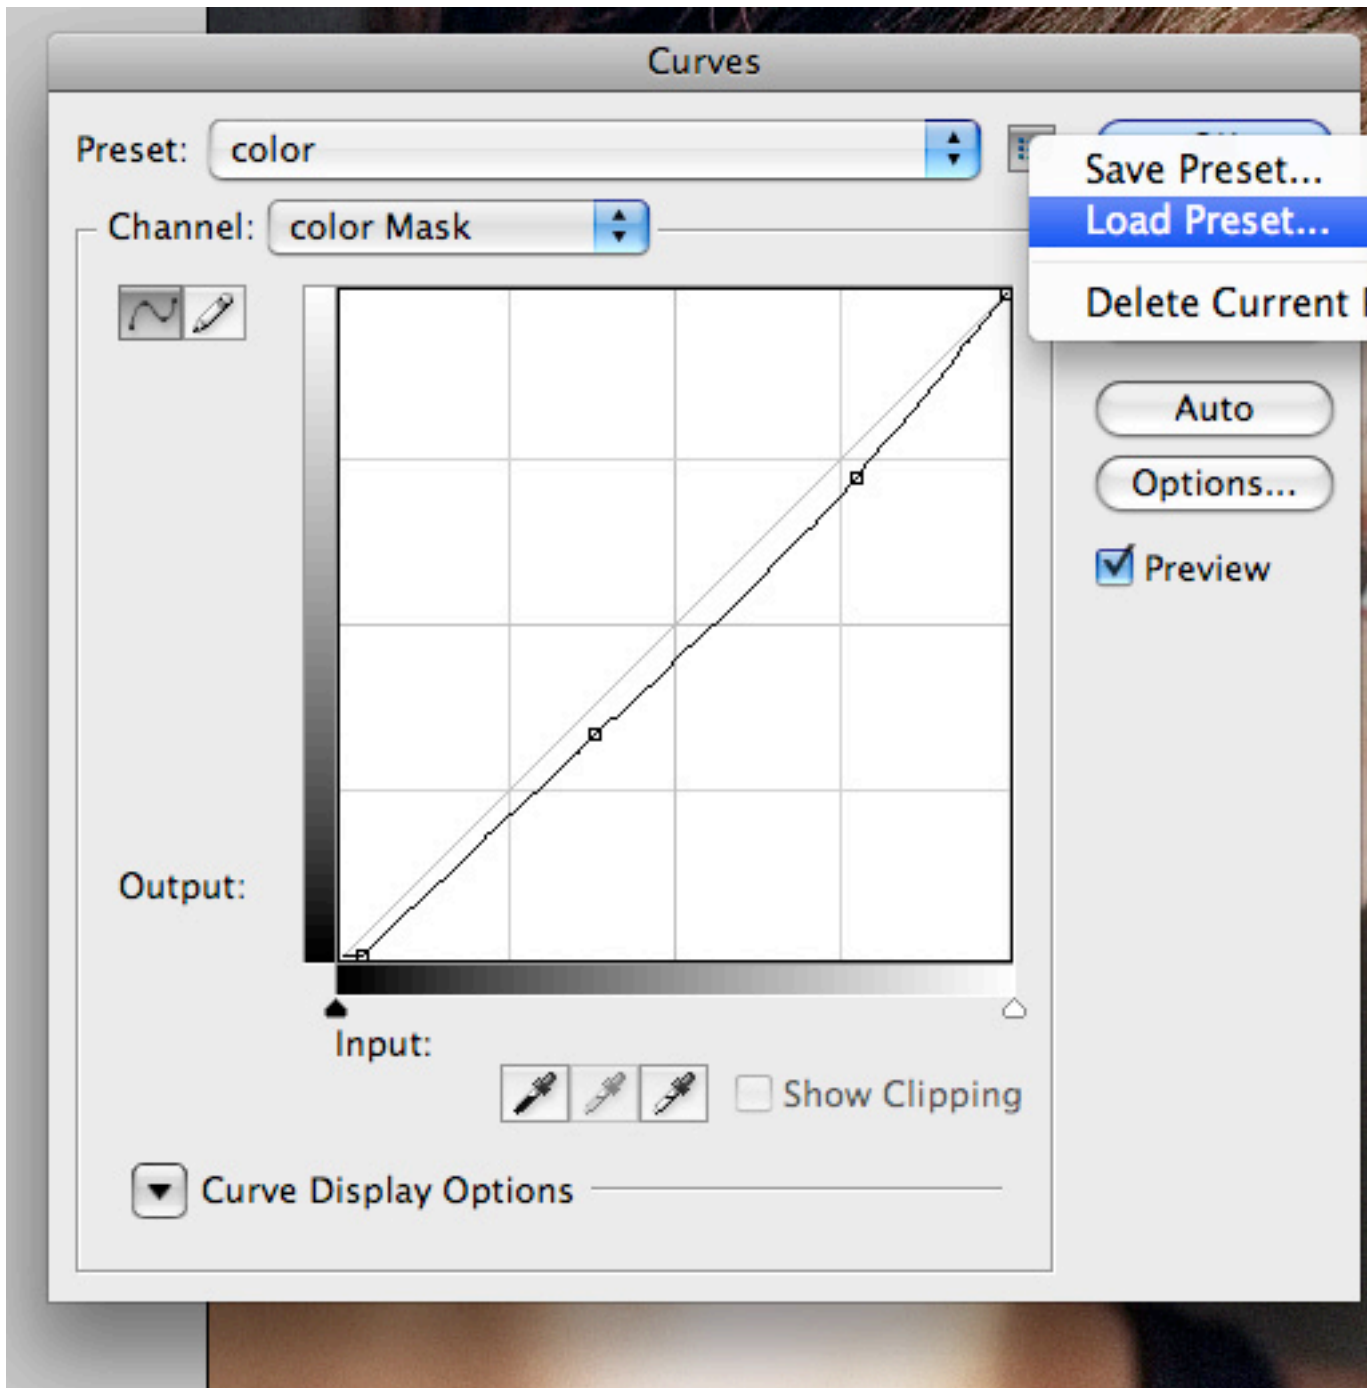 Curves
Preset: color
Save Preset...
Load Preset...
Delete Current
Channel: color Mask
Auto
Options...
Preview
Output:
Input:
Show Clipping
Curve Display Options